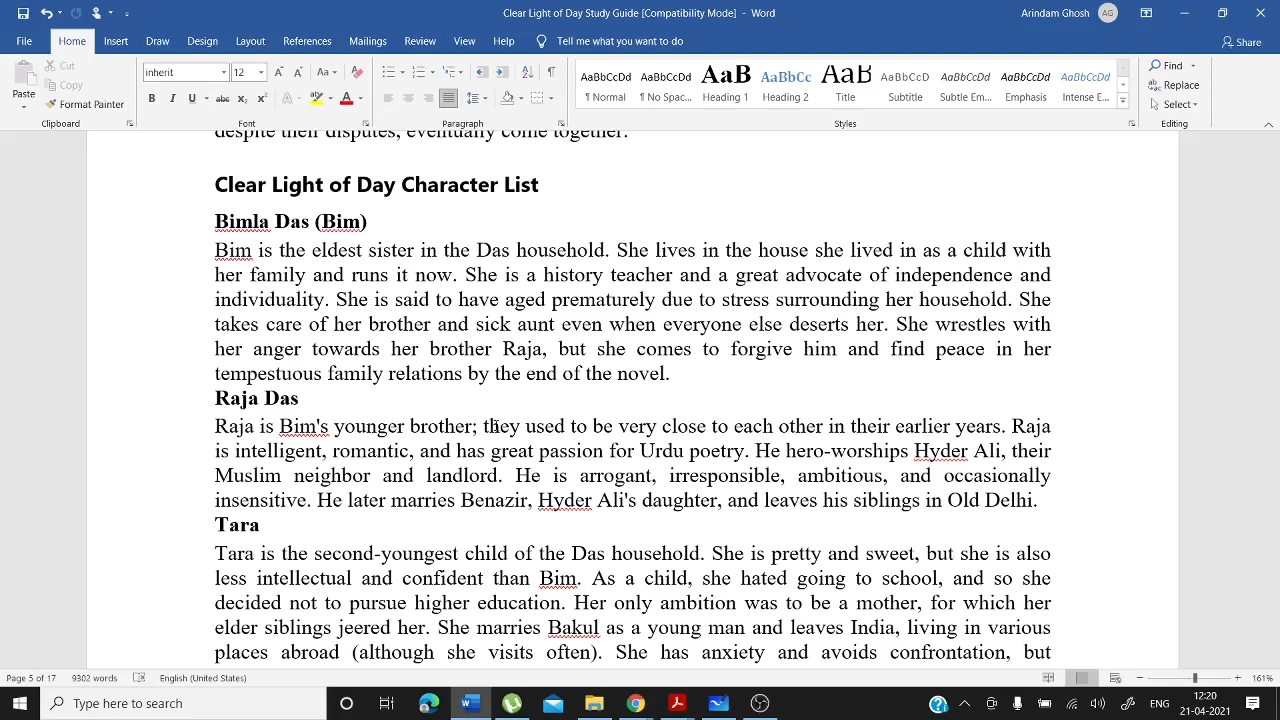 Clear Light of Day Study Guide [Compatibility Mode] - Word
Arindam Ghosh
AG
File Home Insert Draw Design Layout References Mailings Review View Help Tell me what you want to do
Share
Paste
Cut
Copy
Format Painter
inherit 12
Find
Replace
Select
AaBbCcDd AaBbCcDd AaB AaBbCc AaB AaBbCcD AaBbCcDd AaBbCcDd AaBbCcDd
¶ Normal ¶ No Spac... Heading 1 Heading 2 Title Subtitle Subtle Em... Emphasis Intense E...
Clipboard Font Paragraph Styles Editing
despite their disputes, eventually come together.
Clear Light of Day Character List
Bimla Das (Bim)
Bim is the eldest sister in the Das household. She lives in the house she lived in as a child with
her family and runs it now. She is a history teacher and a great advocate of independence and
individuality. She is said to have aged prematurely due to stress surrounding her household. She
takes care of her brother and sick aunt even when everyone else deserts her. She wrestles with
her anger towards her brother Raja, but she comes to forgive him and find peace in her
tempestuous family relations by the end of the novel.
Raja Das
Raja is Bim's younger brother; they used to be very close to each other in their earlier years. Raja
is intelligent, romantic, and has great passion for Urdu poetry. He hero-worships Hyder Ali, their
Muslim neighbor and landlord. He is arrogant, irresponsible, ambitious, and occasionally
insensitive. He later marries Benazir, Hyder Ali's daughter, and leaves his siblings in Old Delhi.
Tara
Tara is the second-youngest child of the Das household. She is pretty and sweet, but she is also
less intellectual and confident than Bim. As a child, she hated going to school, and so she
decided not to pursue higher education. Her only ambition was to be a mother, for which her
elder siblings jeered her. She marries Bakul as a young man and leaves India, living in various
places abroad (although she visits often). She has anxiety and avoids confrontation, but
Page 5 of 17 9302 words English (United States) 161%
Type here to search
ENG
12:20
21-04-2021